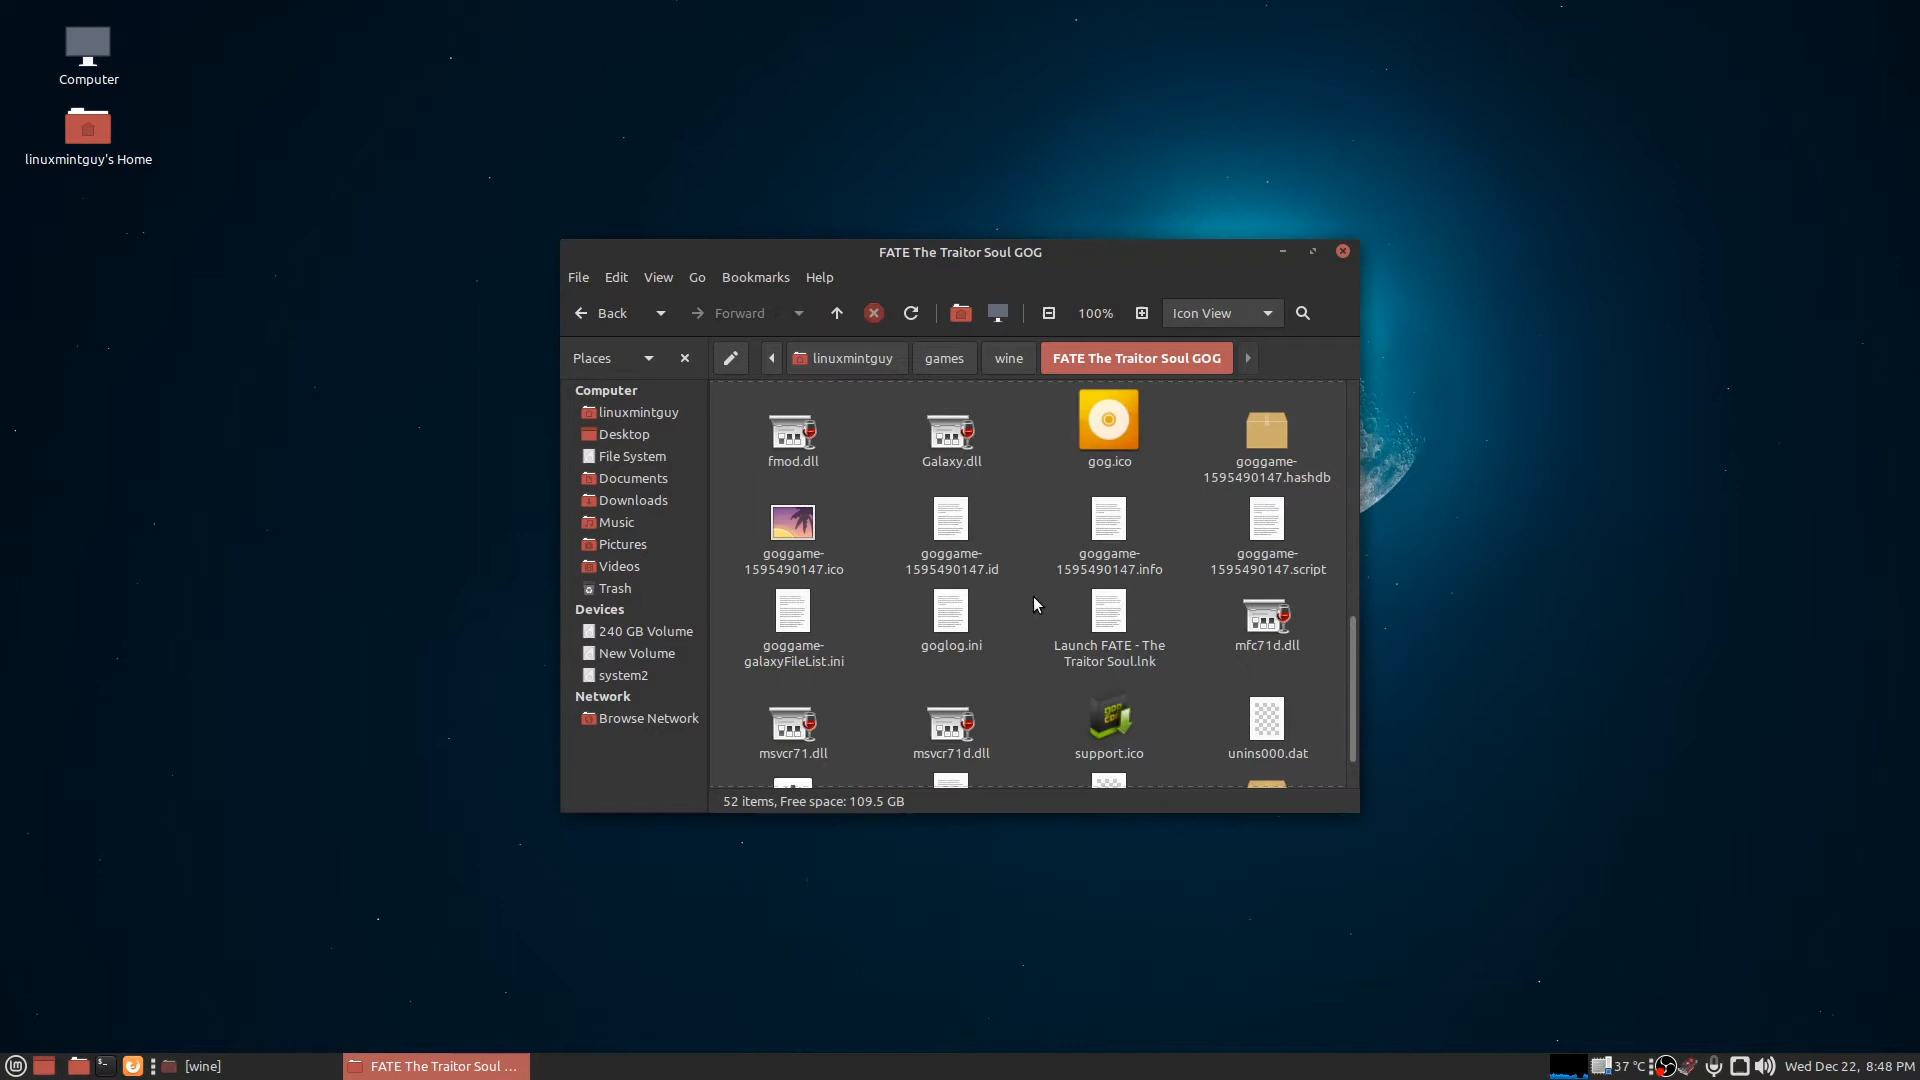 Computer
linuxmintguy's Home
FATE The Traitor Soul GOG
File Edit View Go Bookmarks Help
Back Forward 100% Icon View
Places linuxmintguy games wine FATE The Traitor Soul GOG
Computer
linuxmintguy
Desktop
File System
Documents
Downloads
Music
Pictures
Videos
Trash
Devices
240 GB Volume
New Volume
system2
Network
Browse Network
fmod.dll
Galaxy.dll
gog.ico
goggame-
1595490147.hashdb
goggame-
1595490147.ico
goggame-
1595490147.id
goggame-
1595490147.info
goggame-
1595490147.script
goggame-
galaxyFileList.ini
goglog.ini
Launch FATE - The
Traitor Soul.lnk
mfc71d.dll
msvcr71.dll
msvcr71d.dll
support.ico
unins000.dat
52 items, Free space: 109.5 GB
[wine]
FATE The Traitor Soul ...
37 °C
Wed Dec 22, 8:48 PM